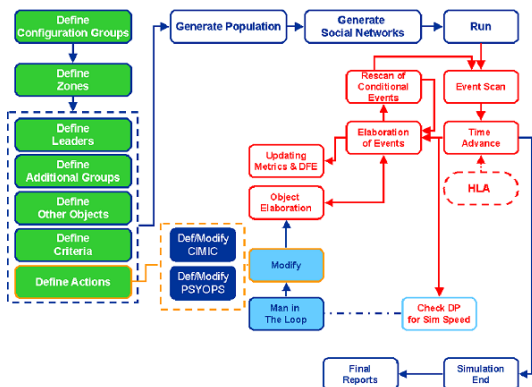 Define
Configuration Groups
Generate Population
Generate
Social Networks
Run
Define
Zones
Rescan of
Conditional
Events
Event Scan
Define
Leaders
Define
Additional Groups
Define
Other Objects
Define
Criteria
Define Actions
Elaboration
of Events
Time
Advance
Updating
Metrics & DFE
HLA
Object
Elaboration
Def/Modify
CIMIC
Def/Modify
PSYOPS
Modify
Man in
The Loop
Check DP
for Sim Speed
Final
Reports
Simulation
End